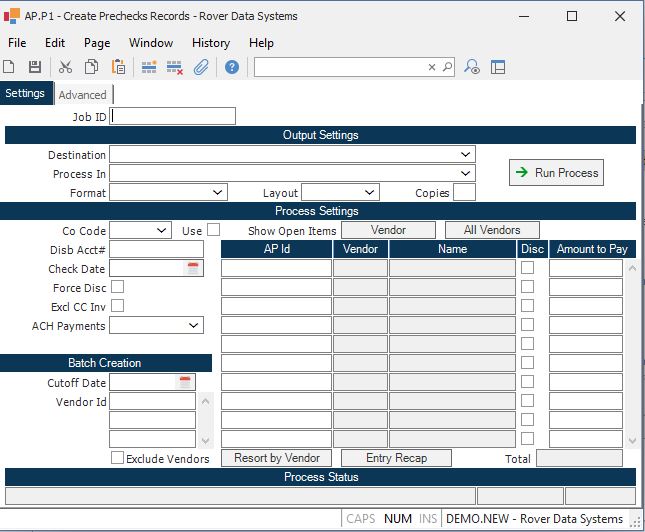 AP.P1 - Create Prechecks Records - Rover Data Systems
File Edit Page Window History Help
Settings Advanced
Job ID
Output Settings
Destination
Process In
Run Process
Format Layout Copies
Process Settings
Co Code Use Show Open Items Vendor All Vendors
Disb Acct# AP Id Vendor Name Disc Amount to Pay
Check Date
Force Disc
Excl CC Inv
ACH Payments
Batch Creation
Cutoff Date
Vendor Id
Exclude Vendors Resort by Vendor Entry Recap Total
Process Status
CAPS NUM INS DEMO.NEW - Rover Data Systems